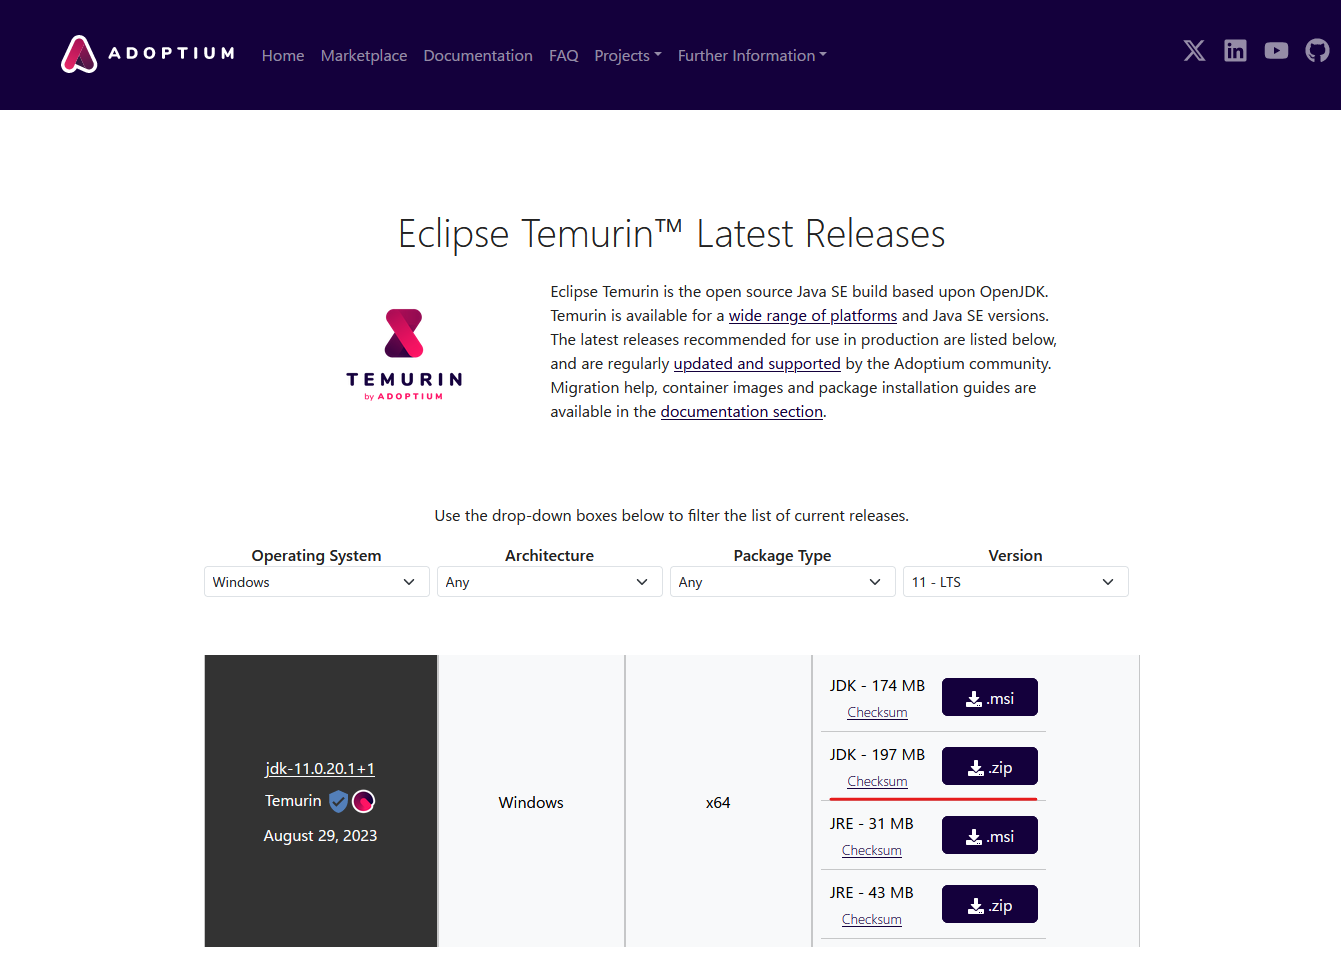 ADOPTIUM Home Marketplace Documentation FAQ Projects Further Information
Eclipse Temurin™ Latest Releases
TEMURIN
by ADOPTIUM
Eclipse Temurin is the open source Java SE build based upon OpenJDK.
Temurin is available for a wide range of platforms and Java SE versions.
The latest releases recommended for use in production are listed below,
and are regularly updated and supported by the Adoptium community.
Migration help, container images and package installation guides are
available in the documentation section.
Use the drop-down boxes below to filter the list of current releases.
Operating System Architecture Package Type Version
Windows Any Any 11 - LTS
jdk-11.0.20.1+1
Temurin
August 29, 2023
Windows
x64
JDK - 174 MB .msi
Checksum
JDK - 197 MB .zip
Checksum
JRE - 31 MB .msi
Checksum
JRE - 43 MB .zip
Checksum